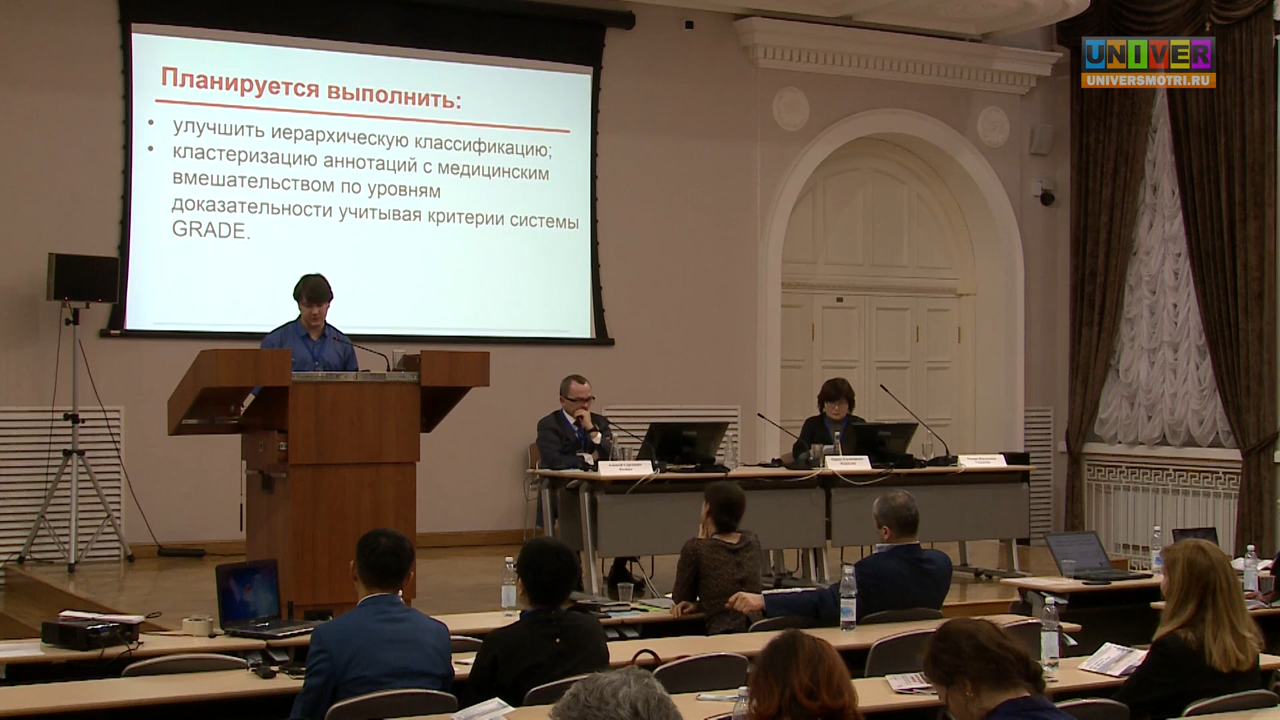 UNIVER
UNIVERSMOTRI.RU
Планируется выполнить:
• улучшить иерархическую классификацию;
• кластеризацию аннотаций с медицинским
вмешательством по уровням
доказательности учитывая критерии системы
GRADE.